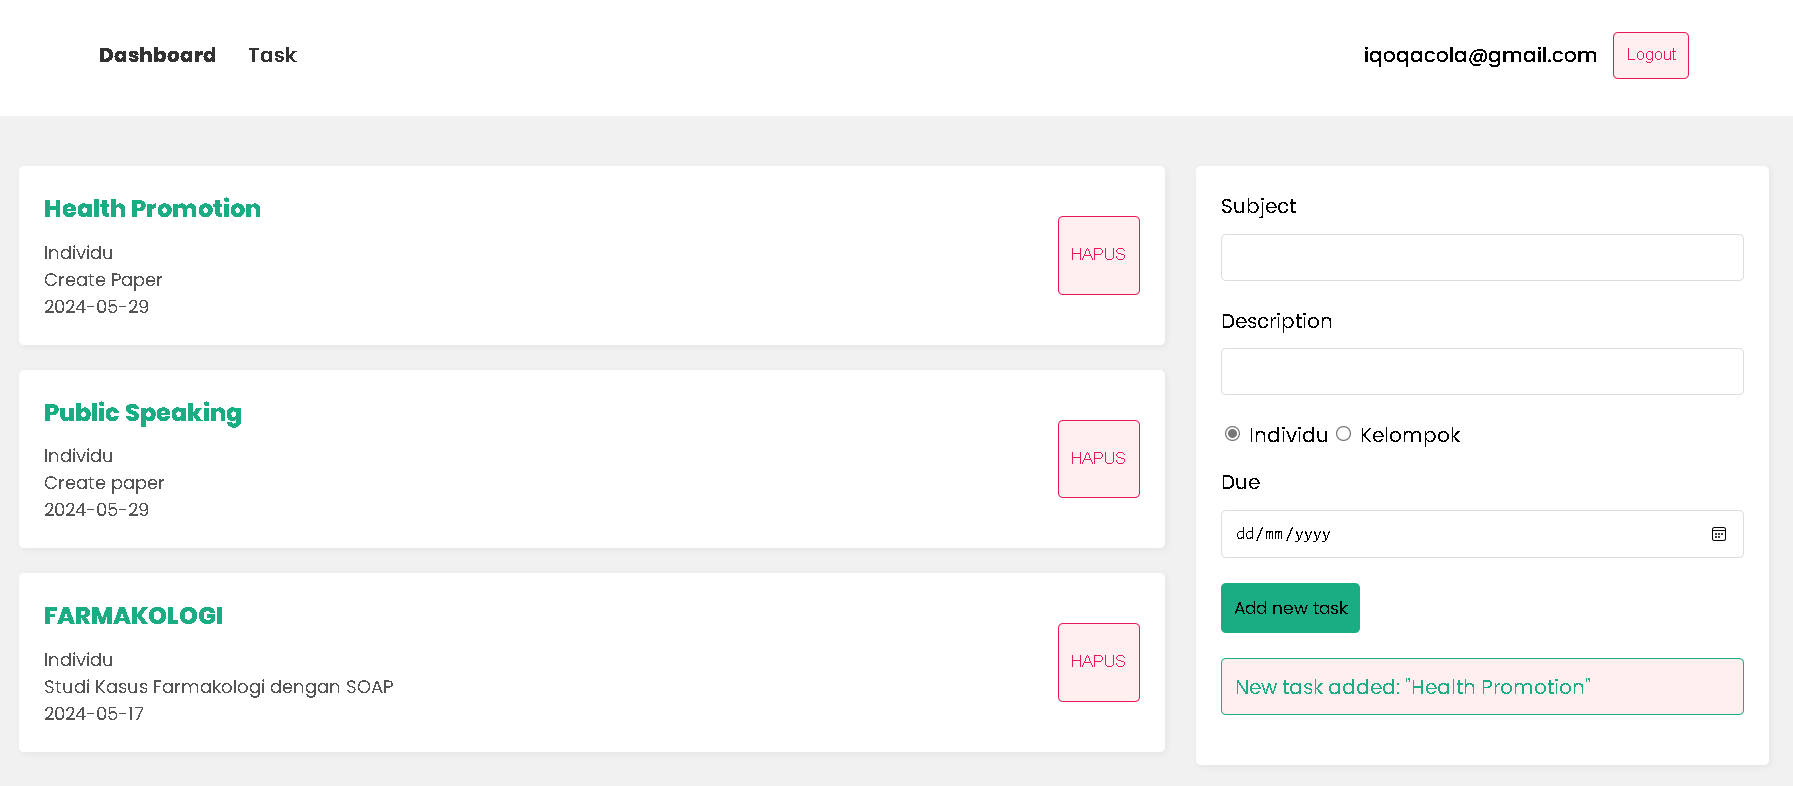 Dashboard Task iqoqacola@gmail.com Logout
Health Promotion
Individu
Create Paper
2024-05-29
HAPUS
Public Speaking
Individu
Create paper
2024-05-29
HAPUS
FARMAKOLOGI
Individu
Studi Kasus Farmakologi dengan SOAP
2024-05-17
HAPUS
Subject
Description
Individu Kelompok
Due
dd/mm/yyyy
Add new task
New task added: "Health Promotion"